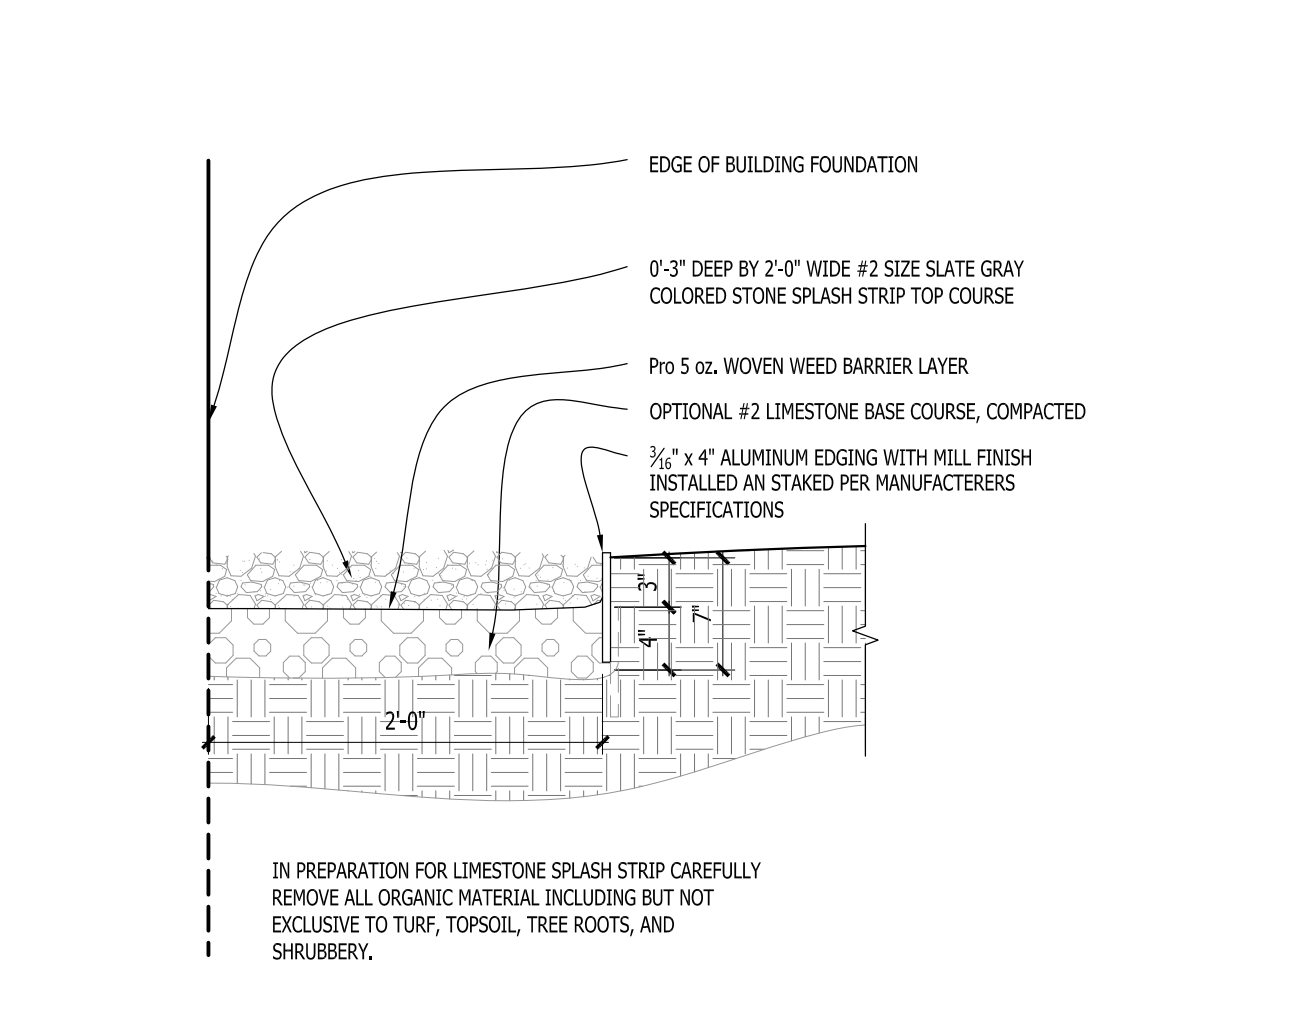 EDGE OF BUILDING FOUNDATION
0'-3" DEEP BY 2'-0" WIDE #2 SIZE SLATE GRAY
COLORED STONE SPLASH STRIP TOP COURSE
Pro 5 oz. WOVEN WEED BARRIER LAYER
OPTIONAL #2 LIMESTONE BASE COURSE, COMPACTED
3/16" x 4" ALUMINUM EDGING WITH MILL FINISH
INSTALLED AN STAKED PER MANUFACTERERS
SPECIFICATIONS
3"
4"
7"
2'-0"
IN PREPARATION FOR LIMESTONE SPLASH STRIP CAREFULLY
REMOVE ALL ORGANIC MATERIAL INCLUDING BUT NOT
EXCLUSIVE TO TURF, TOPSOIL, TREE ROOTS, AND
SHRUBBERY.